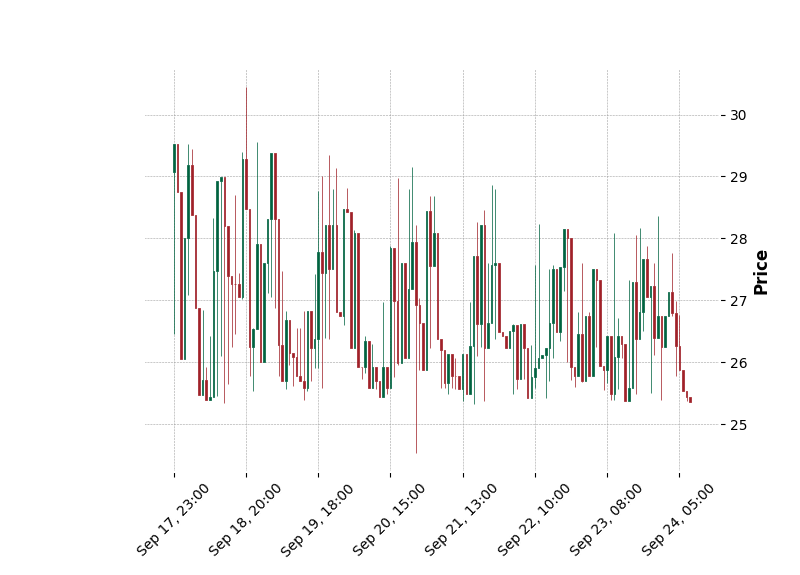 30
29
28
27
26
25
Price
Sep 17, 23:00
Sep 18, 20:00
Sep 19, 18:00
Sep 20, 15:00
Sep 21, 13:00
Sep 22, 10:00
Sep 23, 08:00
Sep 24, 05:00